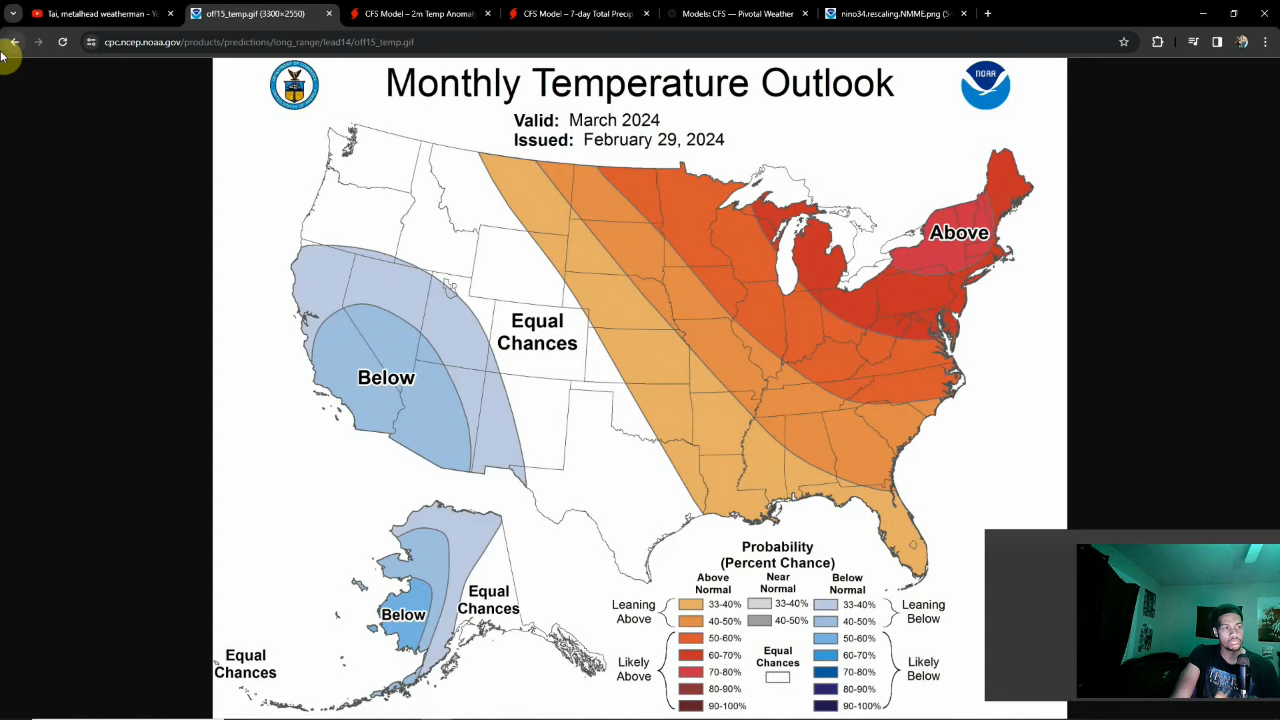 Tai, metalhead weatherman - Yo
off15_temp.gif (3300×2550)
CFS Model – 2m Temp Anomal
CFS Model – 7-day Total Precip
Models: CFS — Pivotal Weather
nino34.rescaling.NMME.png (5
cpc.ncep.noaa.gov/products/predictions/long_range/lead14/off15_temp.gif
Monthly Temperature Outlook
NOAA
Valid: March 2024
Issued: February 29, 2024
Above
Equal
Chances
Below
Equal
Chances
Below
Equal
Chances
Probability
(Percent Chance)
Above
Normal
Near
Normal
Below
Normal
Leaning
Above
33-40%
33-40%
33-40%
Leaning
Below
40-50%
40-50%
40-50%
Likely
Above
50-60%
50-60%
Likely
Below
60-70%
Equal
Chances
60-70%
70-80%
70-80%
80-90%
80-90%
90-100%
90-100%